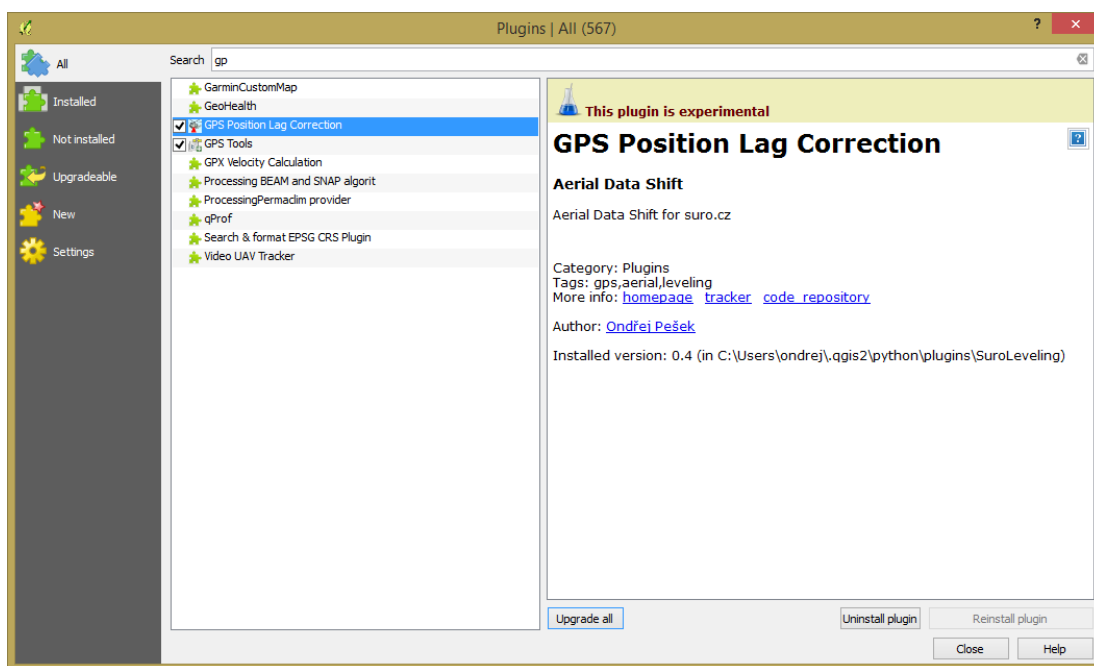 Plugins | All (567)
?
×
All
Installed
Not installed
Upgradeable
New
Settings
Search gp
GarminCustomMap
GeoHealth
GPS Position Lag Correction
GPS Tools
GPX Velocity Calculation
Processing BEAM and SNAP algorit
ProcessingPermaclim provider
qProf
Search & format EPSG CRS Plugin
Video UAV Tracker
This plugin is experimental
GPS Position Lag Correction
?
Aerial Data Shift
Aerial Data Shift for suro.cz
Category: Plugins
Tags: gps,aerial,leveling
More info: homepage tracker code_repository
Author: Ondřej Pešek
Installed version: 0.4 (in C:\Users\ondrej\.qgis2\python\plugins\SuroLeveling)
Upgrade all
Uninstall plugin
Reinstall plugin
Close
Help